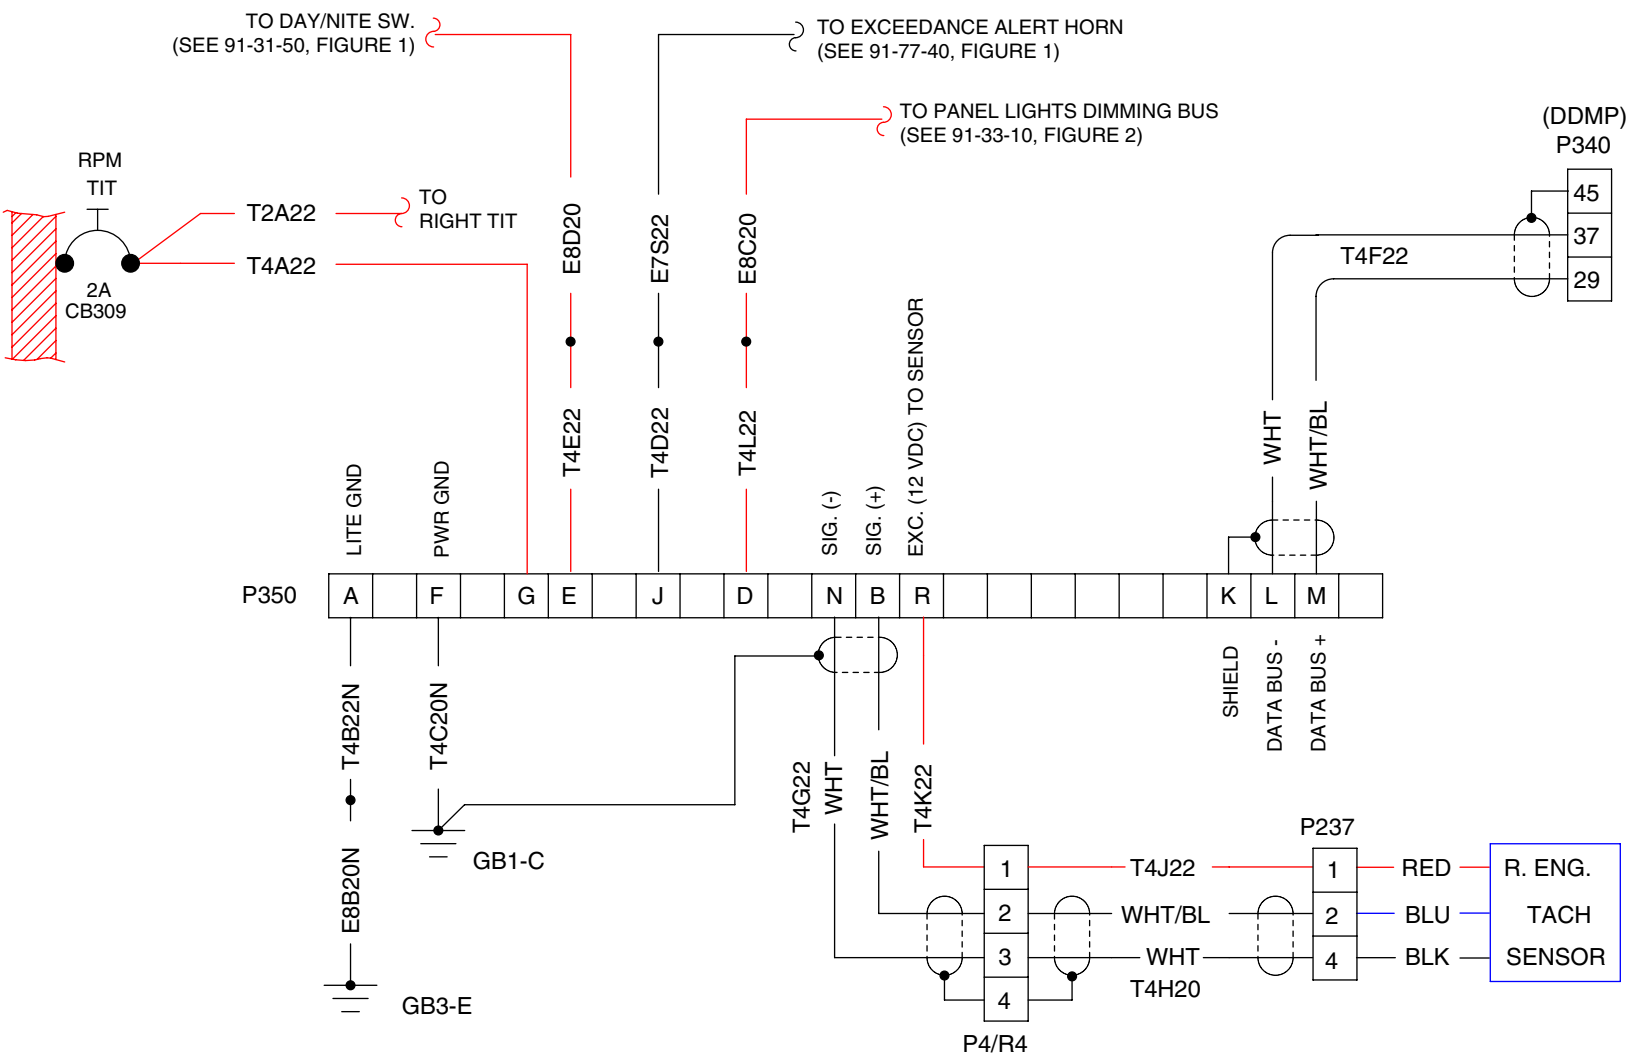 TO DAY/NITE SW.
(SEE 91-31-50, FIGURE 1)
TO EXCEEDANCE ALERT HORN
(SEE 91-77-40, FIGURE 1)
TO PANEL LIGHTS DIMMING BUS
(SEE 91-33-10, FIGURE 2)
(DDMP)
P340
45
37
29
T4F22
RPM
TIT
2A
CB309
T2A22
TO
RIGHT TIT
T4A22
E8D20
E7S22
E8C20
T4E22
T4D22
T4L22
LITE GND
PWR GND
SIG. (-)
SIG. (+)
EXC. (12 VDC) TO SENSOR
WHT
WHT/BL
P350
A
F
G
E
J
D
N
B
R
K
L
M
SHIELD
DATA BUS -
DATA BUS +
T4B22N
T4C20N
E8B20N
GB1-C
GB3-E
T4G22
WHT
WHT/BL
T4K22
1
2
3
4
P4/R4
T4J22
WHT/BL
WHT
T4H20
P237
1
2
4
RED
BLU
BLK
R. ENG.
TACH
SENSOR